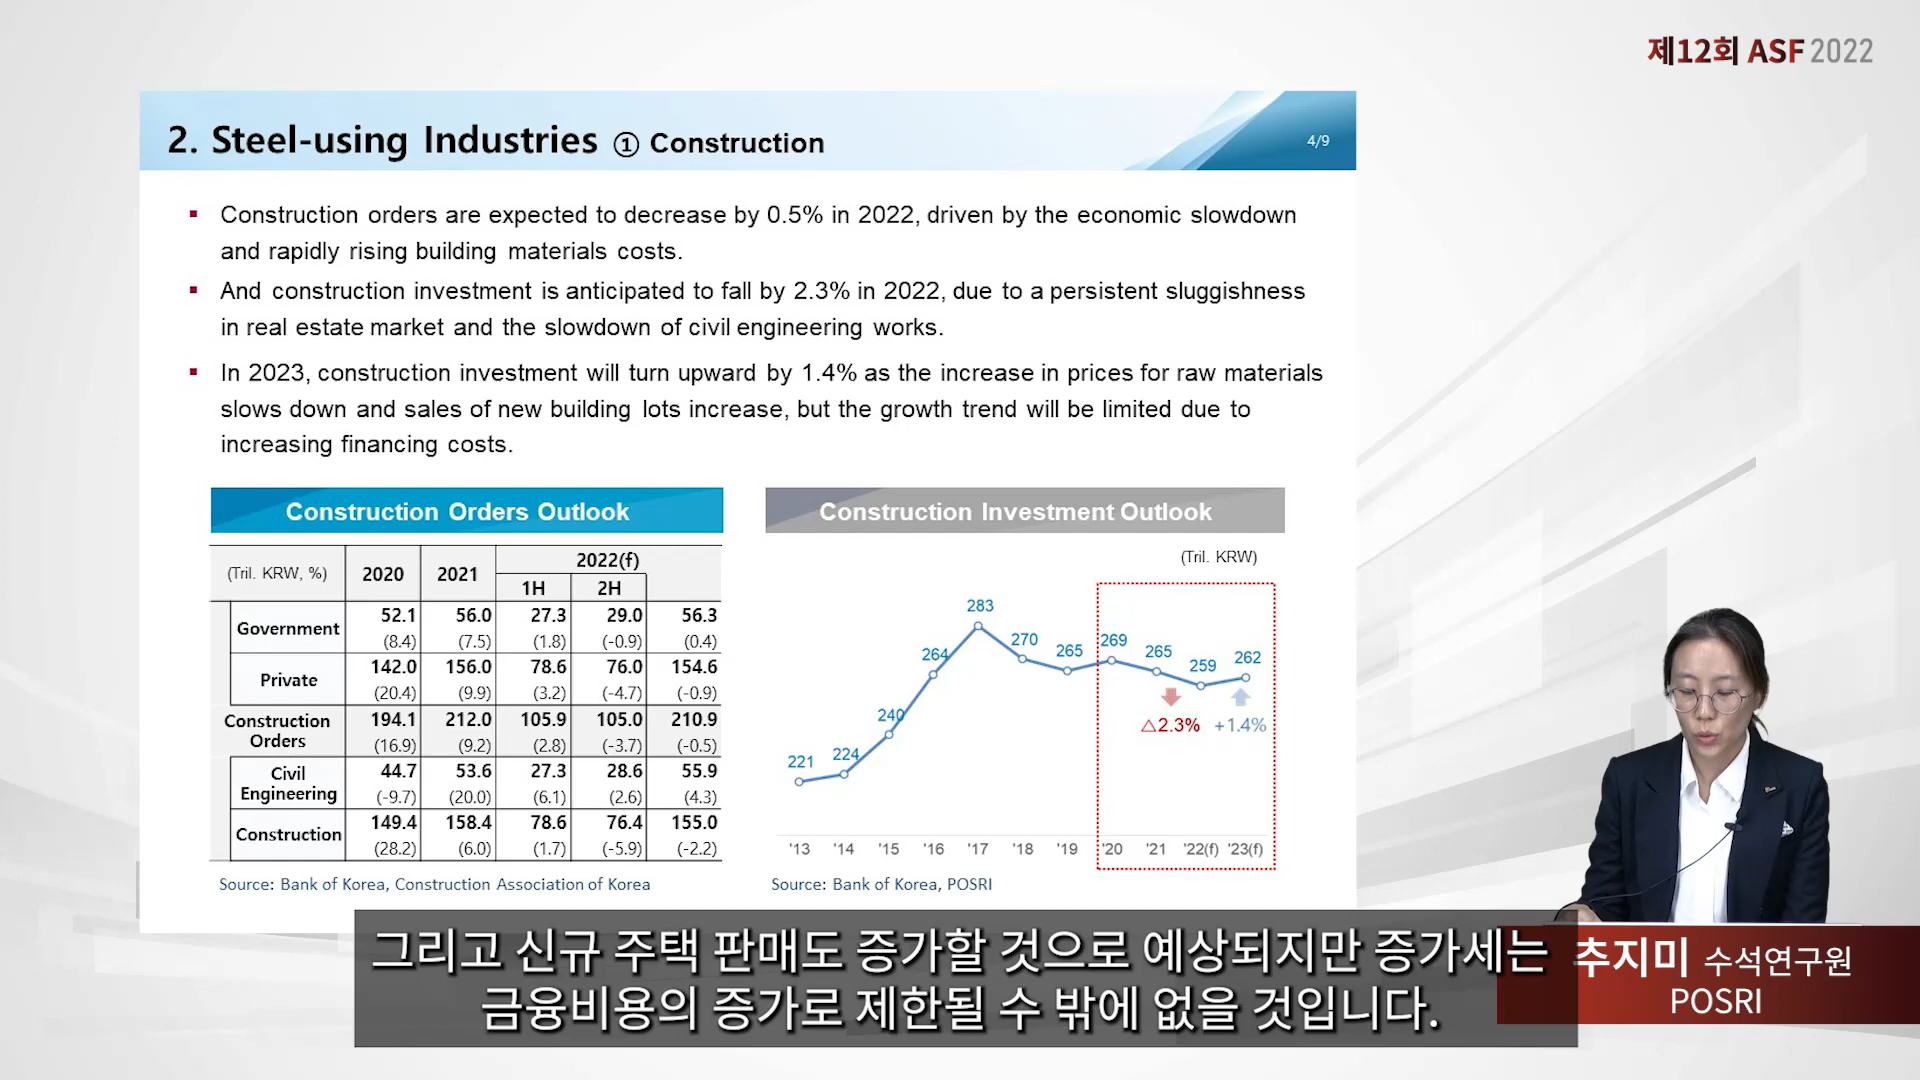 제12회 ASF 2022
2. Steel-using Industries ① Construction
4/9
▪ Construction orders are expected to decrease by 0.5% in 2022, driven by the economic slowdown
and rapidly rising building materials costs.
▪ And construction investment is anticipated to fall by 2.3% in 2022, due to a persistent sluggishness
in real estate market and the slowdown of civil engineering works.
▪ In 2023, construction investment will turn upward by 1.4% as the increase in prices for raw materials
slows down and sales of new building lots increase, but the growth trend will be limited due to
increasing financing costs.
Construction Orders Outlook
(Tril. KRW, %) 2020 2021 2022(f)
1H 2H
Government 52.1 56.0 27.3 29.0 56.3
(8.4) (7.5) (1.8) (-0.9) (0.4)
Private 142.0 156.0 78.6 76.0 154.6
(20.4) (9.9) (3.2) (-4.7) (-0.9)
Construction Orders 194.1 212.0 105.9 105.0 210.9
(16.9) (9.2) (2.8) (-3.7) (-0.5)
Civil Engineering 44.7 53.6 27.3 28.6 55.9
(-9.7) (20.0) (6.1) (2.6) (4.3)
Construction 149.4 158.4 78.6 76.4 155.0
(28.2) (6.0) (1.7) (-5.9) (-2.2)
Source: Bank of Korea, Construction Association of Korea
Construction Investment Outlook
(Tril. KRW)
221 224 240 264 283 270 265 269 265 259 262
△2.3% +1.4%
'13 '14 '15 '16 '17 '18 '19 '20 '21 '22(f) '23(f)
Source: Bank of Korea, POSRI
그리고 신규 주택 판매도 증가할 것으로 예상되지만 증가세는
금융비용의 증가로 제한될 수 밖에 없을 것입니다.
추지미 수석연구원
POSRI